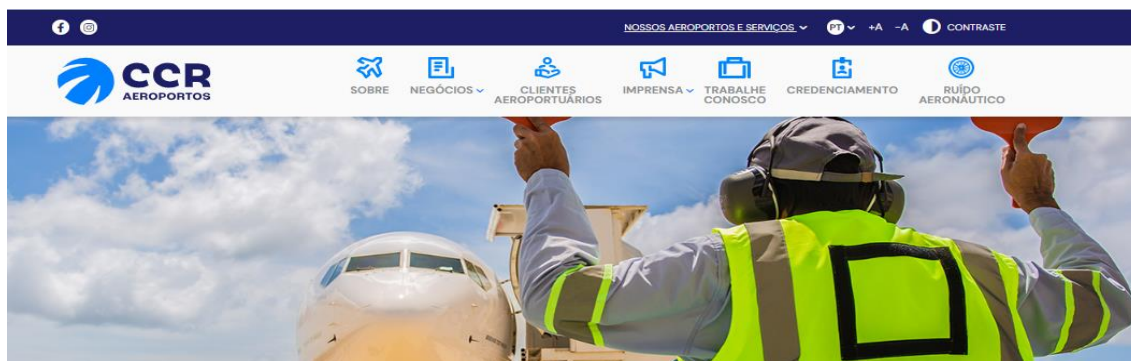 NOSSOS AEROPORTOS E SERVIÇOS PT +A -A CONTRASTE
CCR
AEROPORTOS
SOBRE
NEGÓCIOS
CLIENTES
AEROPORTUÁRIOS
IMPRENSA
TRABALHE
CONOSCO
CREDENCIAMENTO
RUÍDO
AERONÁUTICO